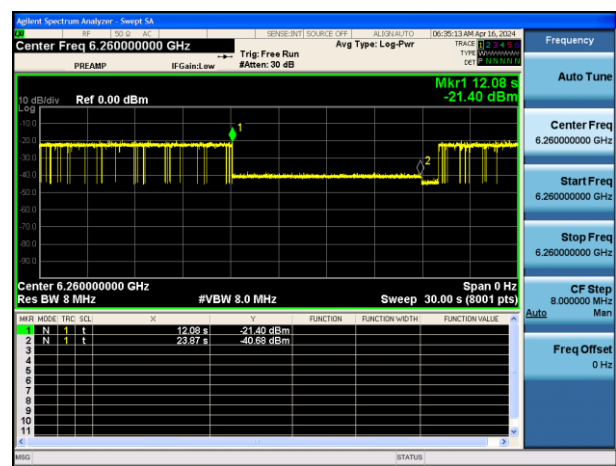 Agilent Spectrum Analyzer - Swept SA
RF 50 Ω AC SENSE:INT SOURCE OFF ALIGNAUTO 06:35:13 AM Apr 16, 2024
Center Freq 6.260000000 GHz Avg Type: Log-Pwr TRACE 1 2 3 4 5 6
Trig: Free Run TYPE
PREAMP IFGain:Low #Atten: 30 dB DET P N N N N N
Mkr1 12.08 s
10 dB/div Ref 0.00 dBm -21.40 dBm
Log
-10.0
-20.0
-30.0
-40.0
-50.0
-60.0
-70.0
-80.0
-90.0
1
2
Center 6.260000000 GHz Span 0 Hz
Res BW 8 MHz #VBW 8.0 MHz Sweep 30.00 s (8001 pts)
MKR MODE TRC SCL X Y FUNCTION FUNCTION WIDTH FUNCTION VALUE
1 N 1 t 12.08 s -21.40 dBm
2 N 1 t 23.87 s -40.68 dBm
3
4
5
6
7
8
9
10
11
MSG STATUS
Frequency
Auto Tune
Center Freq
6.260000000 GHz
Start Freq
6.260000000 GHz
Stop Freq
6.260000000 GHz
CF Step
8.000000 MHz
Auto Man
Freq Offset
0 Hz